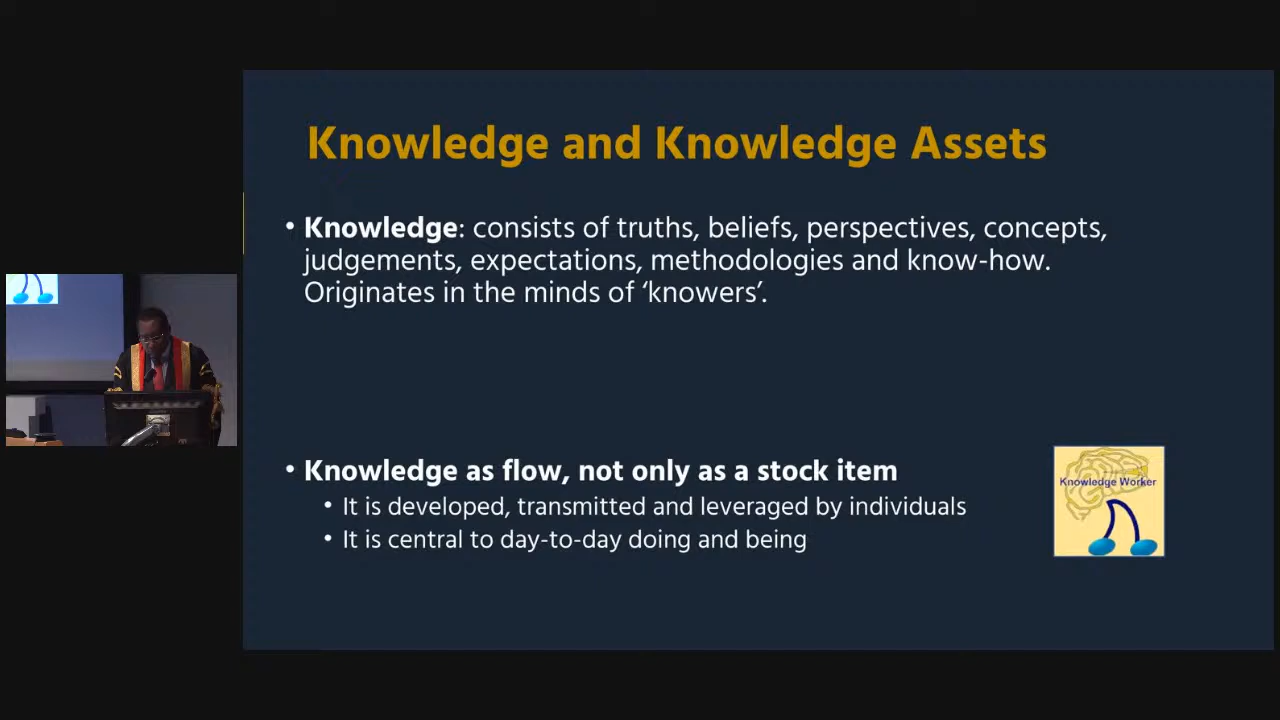 Knowledge and Knowledge Assets
• Knowledge: consists of truths, beliefs, perspectives, concepts,
judgements, expectations, methodologies and know-how.
Originates in the minds of ‘knowers’.
• Knowledge as flow, not only as a stock item
• It is developed, transmitted and leveraged by individuals
• It is central to day-to-day doing and being
Knowledge Worker